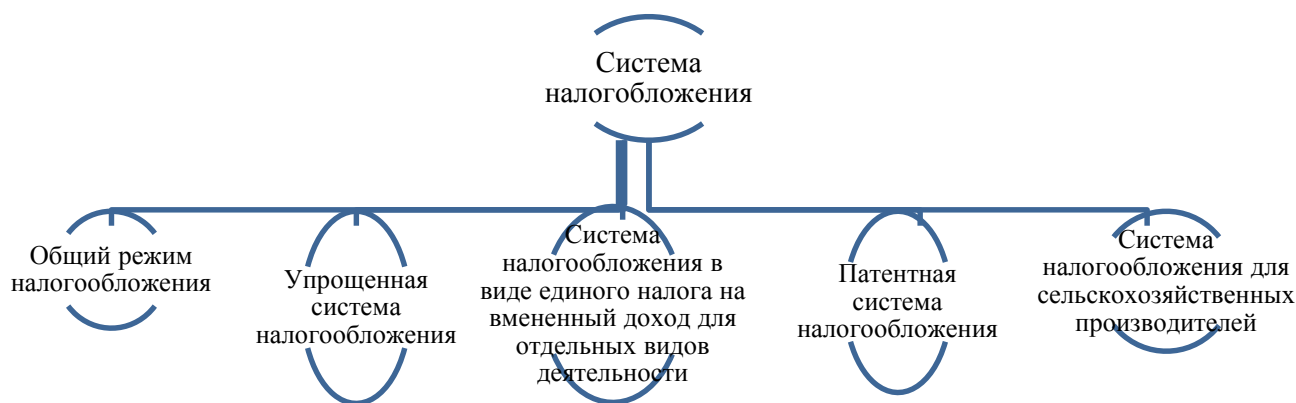 Система
налогобложения
Общий режим
налогообложения
Упрощенная
система
налогообложения
Система
налогообложения в
виде единого налога на
вмененный доход для
отдельных видов
деятельности
Патентная
система
налогообложения
Система
налогообложения для
сельскохозяйственных
производителей